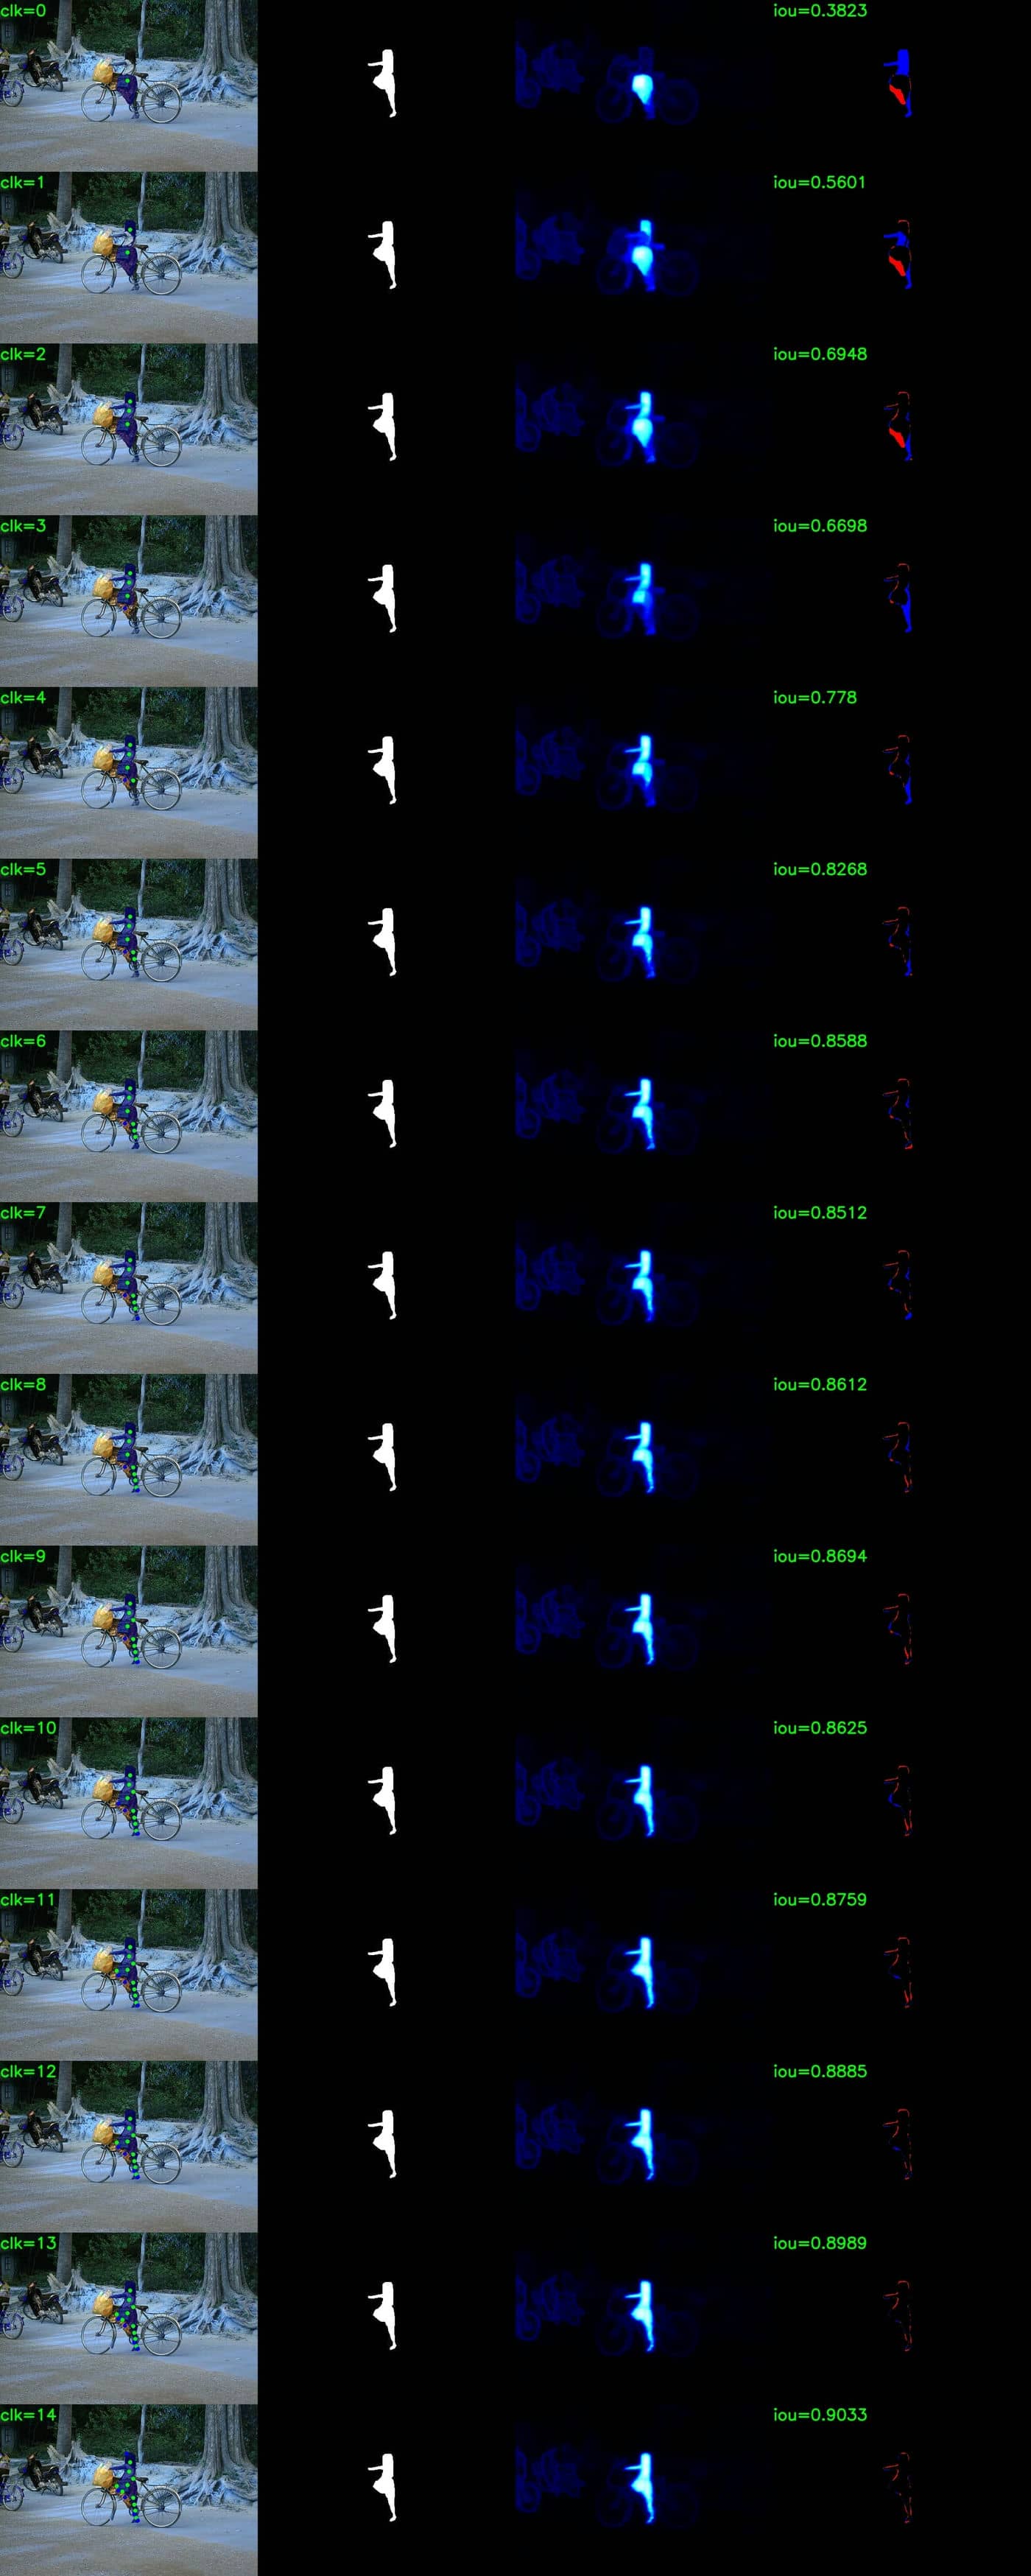 clk=0 iou=0.3823
clk=1 iou=0.5601
clk=2 iou=0.6948
clk=3 iou=0.6698
clk=4 iou=0.778
clk=5 iou=0.8268
clk=6 iou=0.8588
clk=7 iou=0.8512
clk=8 iou=0.8612
clk=9 iou=0.8694
clk=10 iou=0.8625
clk=11 iou=0.8759
clk=12 iou=0.8885
clk=13 iou=0.8989
clk=14 iou=0.9033